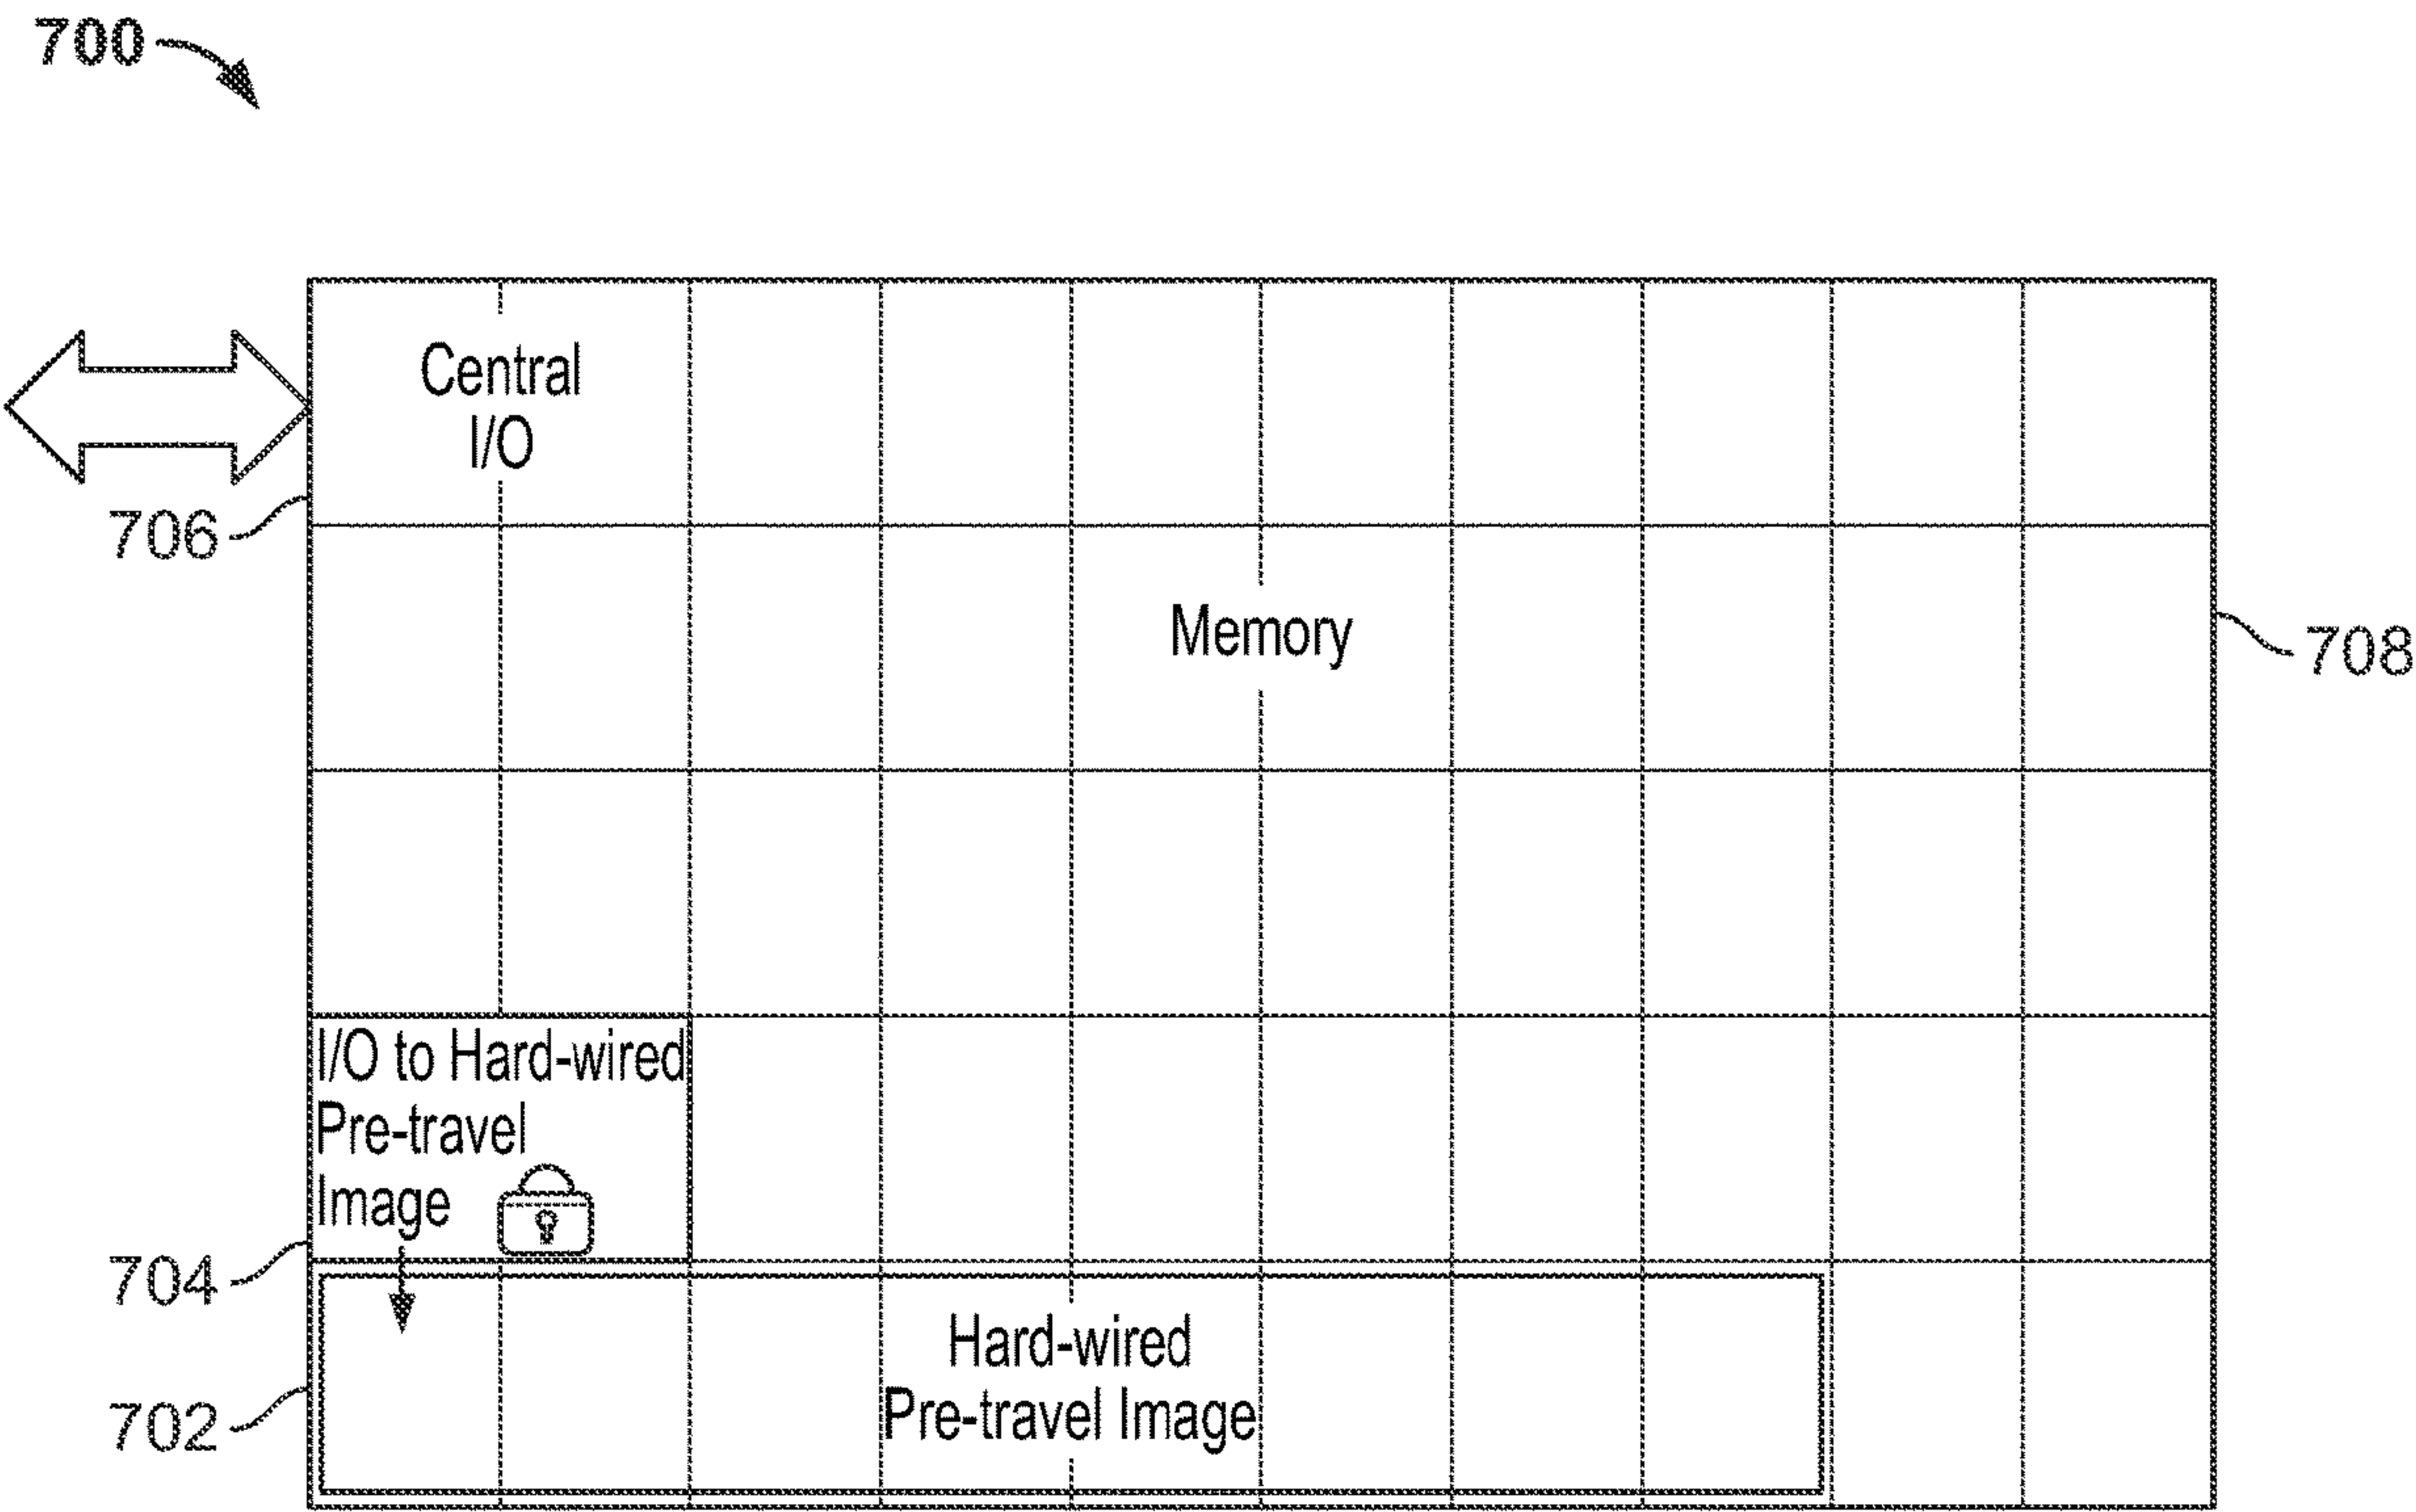 700
Central
I/O
706
Memory
708
I/O to Hard-wired
Pre-travel
Image
704
Hard-wired
Pre-travel Image
702